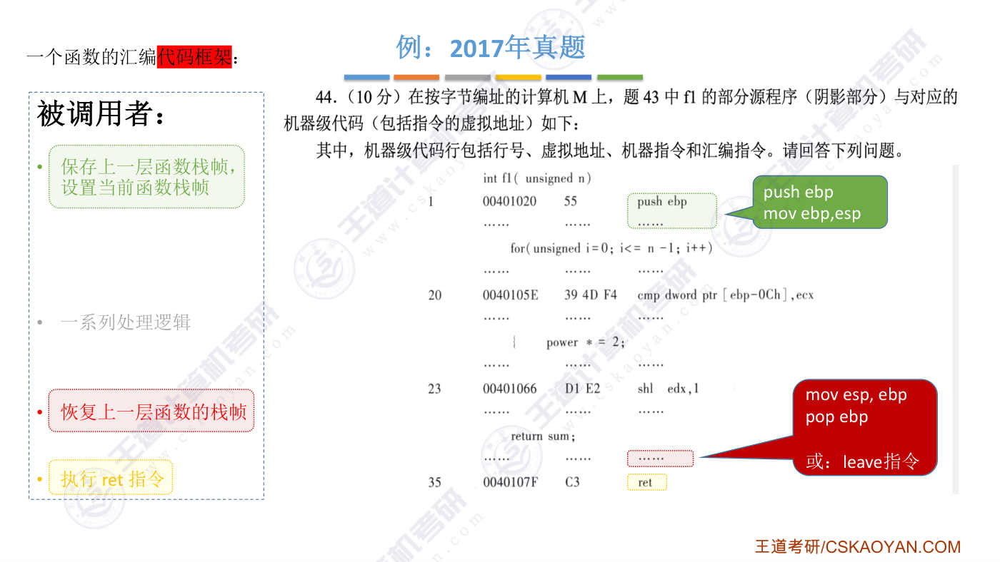 一个函数的汇编代码框架：
例：2017年真题
被调用者：
• 保存上一层函数栈帧，
设置当前函数栈帧
• 一系列处理逻辑
• 恢复上一层函数的栈帧
• 执行 ret 指令
44.（10 分）在按字节编址的计算机 M 上，题 43 中 f1 的部分源程序（阴影部分）与对应的
机器级代码（包括指令的虚拟地址）如下：
其中，机器级代码行包括行号、虚拟地址、机器指令和汇编指令。请回答下列问题。
int f1( unsigned n)
1 00401020 55 push ebp
…… …… ……
for(unsigned i=0; i<= n -1; i++)
…… …… ……
20 0040105E 39 4D F4 cmp dword ptr [ebp-0Ch],ecx
…… …… ……
{ power * = 2;
…… …… ……
23 00401066 D1 E2 shl edx,1
…… …… ……
return sum;
…… …… ……
35 0040107F C3 ret
push ebp
mov ebp,esp
mov esp, ebp
pop ebp
或：leave指令
王道考研/CSKAOYAN.COM
王道计算机考研
www.cskaoyan.com